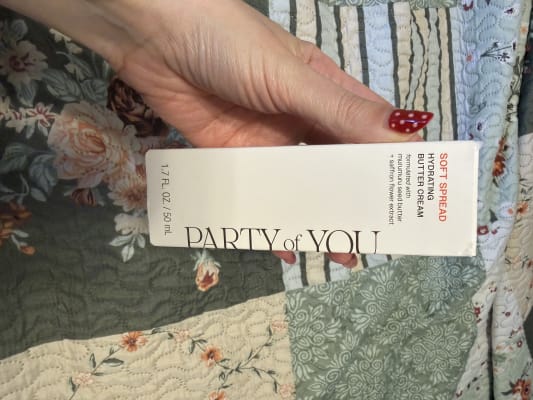 SOFT SPREAD
HYDRATING
BUTTER CREAM
formulated with
murumuru seed butter
+ saffron flower extract
PARTY of YOU
1.7 FL. OZ. / 50 mL